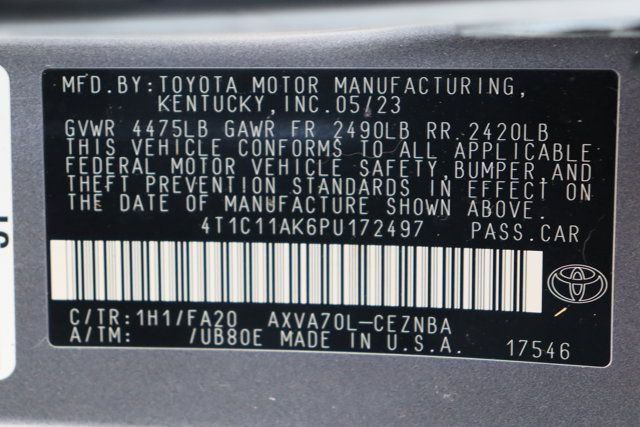 MFD.BY:TOYOTA MOTOR MANUFACTURING,
KENTUCKY,INC.05/23
GVWR 4475LB GAWR FR 2490LB RR.2420LB
THIS VEHICLE CONFORMS TO ALL APPLICABLE
FEDERAL MOTOR VEHICLE SAFETY,BUMPER,AND
THEFT PREVENTION STANDARDS IN EFFECT ON
THE DATE OF MANUFACTURE SHOWN ABOVE.
4T1C11AK6PU172497 PASS.CAR
C/TR:1H1/FA20 AXVA70L-CEZNBA
A/TM: /UB80E MADE IN U.S.A. 17546